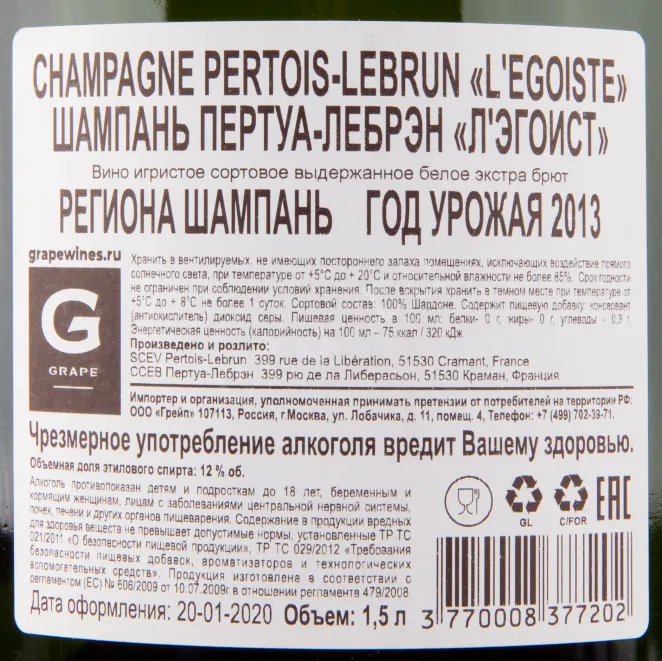 CHAMPAGNE PERTOIS-LEBRUN «L'EGOISTE»
ШАМПАНЬ ПЕРТУА-ЛЕБРЭН «Л'ЭГОИСТ»
Вино игристое сортовое выдержанное белое экстра брют
РЕГИОНА ШАМПАНЬ ГОД УРОЖАЯ 2013
grapewines.ru
G
GRAPE
Хранить в вентилируемых, не имеющих постороннего запаха помещениях, исключающих воздействие прямого
солнечного света, при температуре от +5°С до + 20°С и относительной влажности не более 85%. Срок годности
не ограничен при соблюдении условий хранения. После вскрытия хранить в темном месте при температуре от
+5°С до + 8°С не более 1 суток. Сортовой состав: 100% Шардоне. Содержит пищевую добавку: консервант
(антиокислитель) диоксид серы. Пищевая ценность в 100 мл: белки- 0 г, жиры- 0 г, углеводы - 0,3 г.
Энергетическая ценность (калорийность) на 100 мл – 75 ккал / 320 кДж
Произведено и розлито:
SCEV Pertois-Lebrun 399 rue de la Libération, 51530 Cramant, France
ССЕВ Пертуа-Лебрэн 399 рю де ла Либерасьон, 51530 Краман, Франция
Импортер и организация, уполномоченная принимать претензии от потребителей на территории РФ:
ООО «Грейп» 107113, Россия, г.Москва, ул. Лобачика, д. 11, помещ. 4, Телефон: +7 (499) 702-39-71.
Чрезмерное употребление алкоголя вредит Вашему здоровью.
Объемная доля этилового спирта: 12 % об.
Алкоголь противопоказан детям и подросткам до 18 лет, беременным и
кормящим женщинам, лицам с заболеваниями центральной нервной системы,
почек, печени и других органов пищеварения. Содержание в продукции вредных
для здоровья веществ не превышает допустимые нормы, установленные ТР ТС
021/2011 «О безопасности пищевой продукции», ТР ТС 029/2012 «Требования
безопасности пищевых добавок, ароматизаторов и технологических
вспомогательных средств». Продукция изготовлена в соответствии с
регламентом (ЕС) № 606/2009 от 10.07.2009г в отношении регламента 479/2008
GL
C/FOR
EAC
Дата оформления: 20-01-2020 Объем: 1,5 л
3 770008 377202